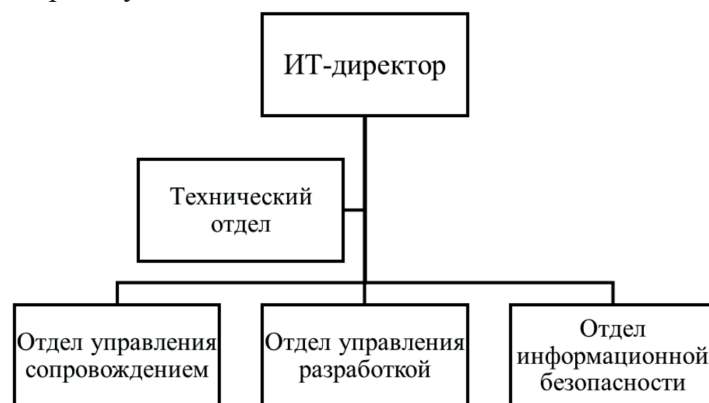 ИТ-директор
Технический
отдел
Отдел управления
сопровождением
Отдел управления
разработкой
Отдел
информационной
безопасности